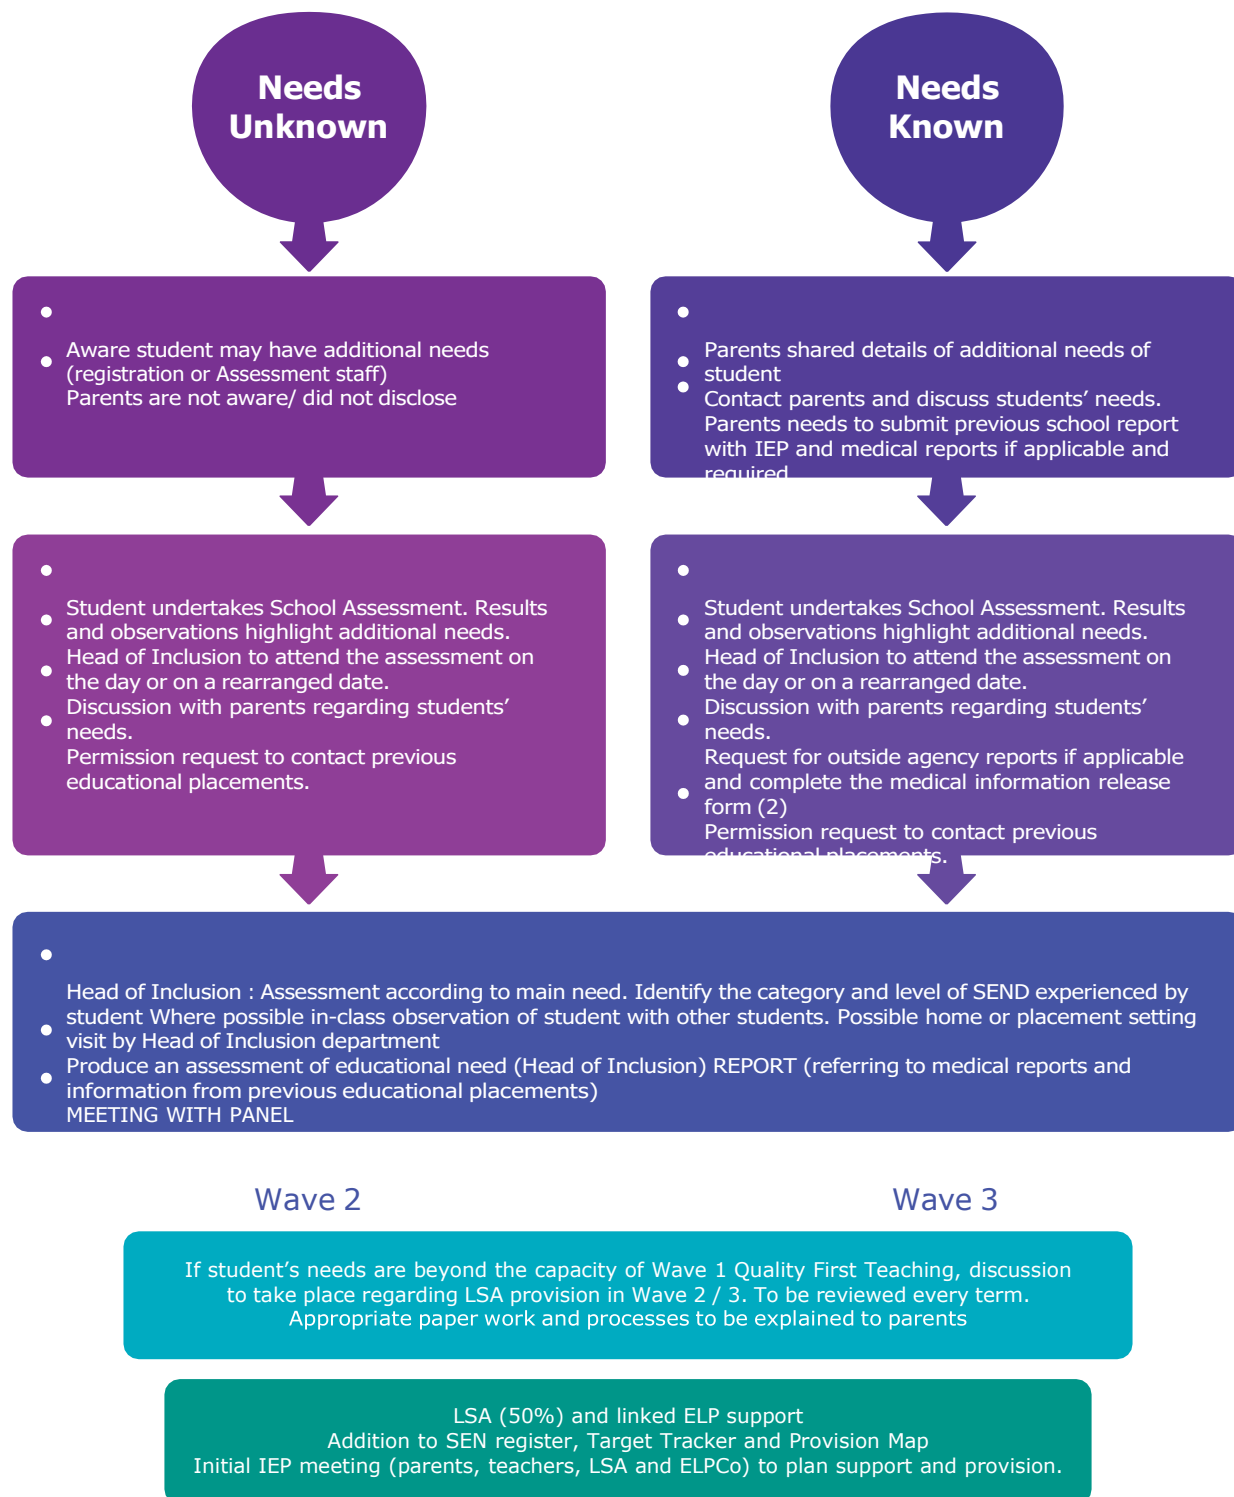 Needs
Unknown
Needs
Known
Aware student may have additional needs
(registration or Assessment staff)
Parents are not aware/ did not disclose
Parents shared details of additional needs of
student
Contact parents and discuss students’ needs.
Parents needs to submit previous school report
with IEP and medical reports if applicable and
required
Student undertakes School Assessment. Results
and observations highlight additional needs.
Head of Inclusion to attend the assessment on
the day or on a rearranged date.
Discussion with parents regarding students’
needs.
Permission request to contact previous
educational placements.
Student undertakes School Assessment. Results
and observations highlight additional needs.
Head of Inclusion to attend the assessment on
the day or on a rearranged date.
Discussion with parents regarding students’
needs.
Request for outside agency reports if applicable
and complete the medical information release
form (2)
Permission request to contact previous
educational placements.
Head of Inclusion : Assessment according to main need. Identify the category and level of SEND experienced by
student Where possible in-class observation of student with other students. Possible home or placement setting
visit by Head of Inclusion department
Produce an assessment of educational need (Head of Inclusion) REPORT (referring to medical reports and
information from previous educational placements)
MEETING WITH PANEL
Wave 2
Wave 3
If student’s needs are beyond the capacity of Wave 1 Quality First Teaching, discussion
to take place regarding LSA provision in Wave 2 / 3. To be reviewed every term.
Appropriate paper work and processes to be explained to parents
LSA (50%) and linked ELP support
Addition to SEN register, Target Tracker and Provision Map
Initial IEP meeting (parents, teachers, LSA and ELPCo) to plan support and provision.